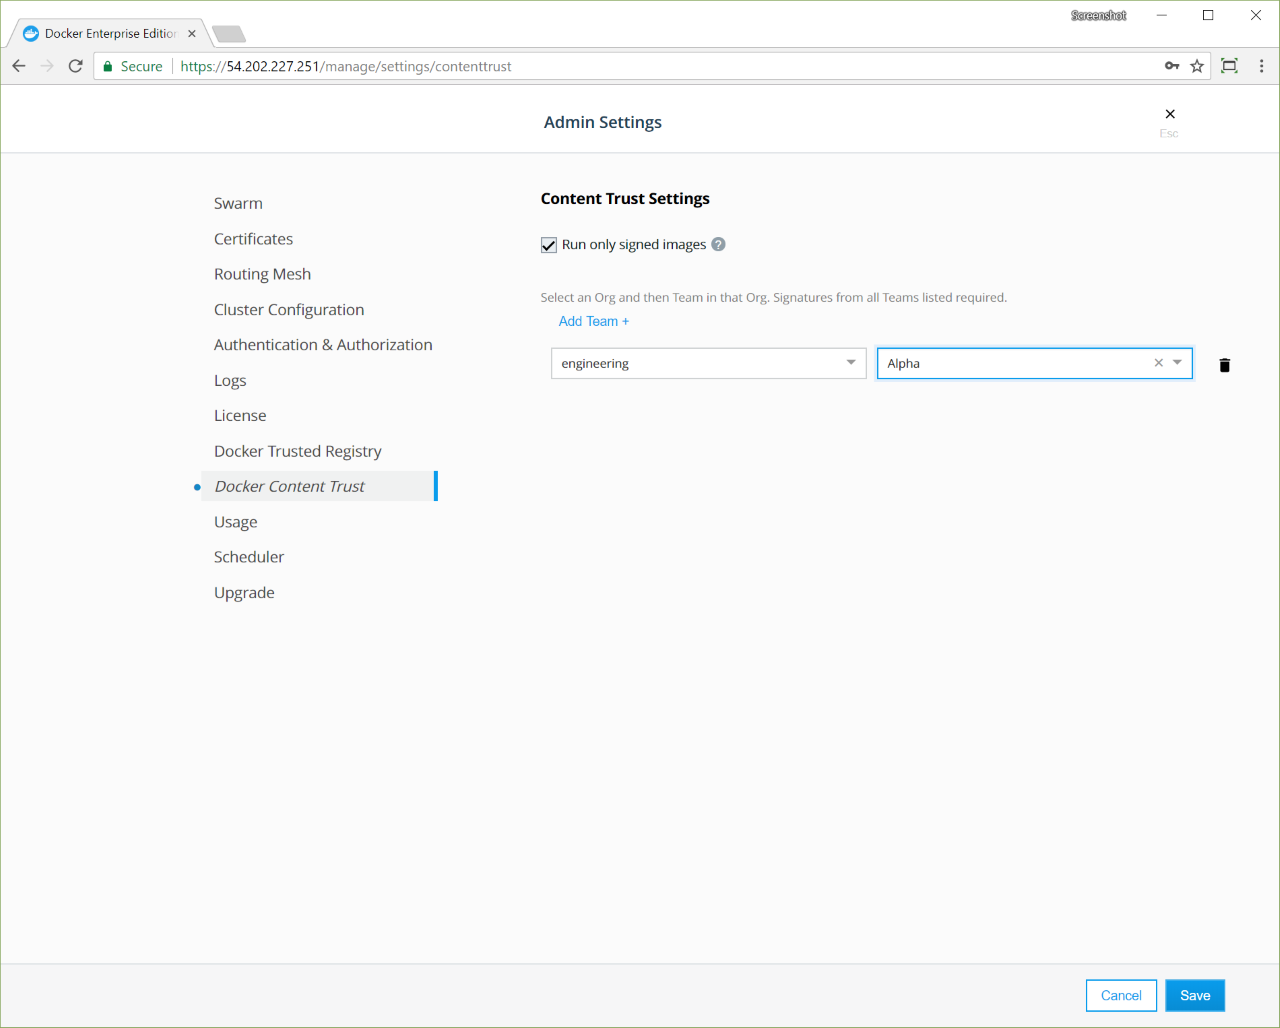 Screenshot
Docker Enterprise Edition
Secure https://54.202.227.251/manage/settings/contenttrust
Admin Settings
Esc
Swarm
Certificates
Routing Mesh
Cluster Configuration
Authentication & Authorization
Logs
License
Docker Trusted Registry
Docker Content Trust
Usage
Scheduler
Upgrade
Content Trust Settings
Run only signed images ?
Select an Org and then Team in that Org. Signatures from all Teams listed required.
Add Team +
engineering Alpha
Cancel Save